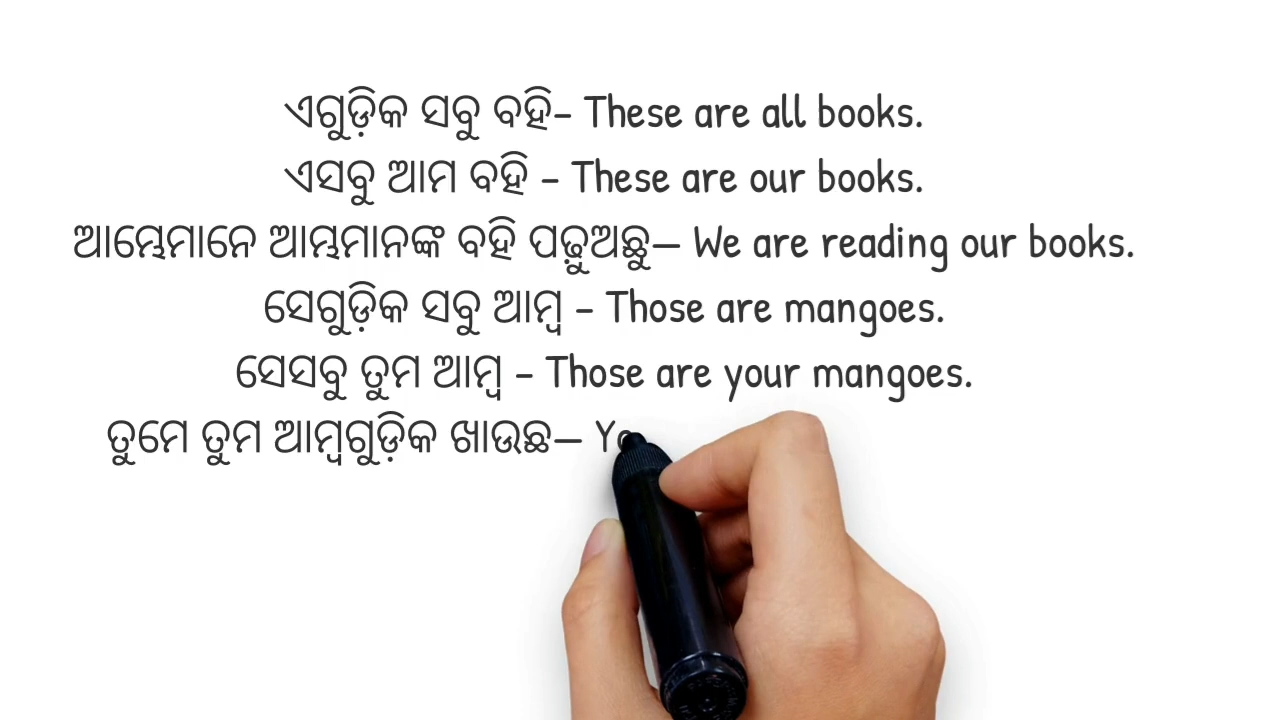 ଏଗୁଡ଼ିକ ସବୁ ବହି– These are all books.
ଏସବୁ ଆମ ବହି – These are our books.
ଆମ୍ଭେମାନେ ଆମ୍ଭମାନଙ୍କ ବହି ପଢ଼ୁଅଛୁ— We are reading our books.
ସେଗୁଡ଼ିକ ସବୁ ଆମ୍ବ – Those are mangoes.
ସେସବୁ ତୁମ ଆମ୍ବ – Those are your mangoes.
ତୁମେ ତୁମ ଆମ୍ବଗୁଡ଼ିକ ଖାଉଛ—